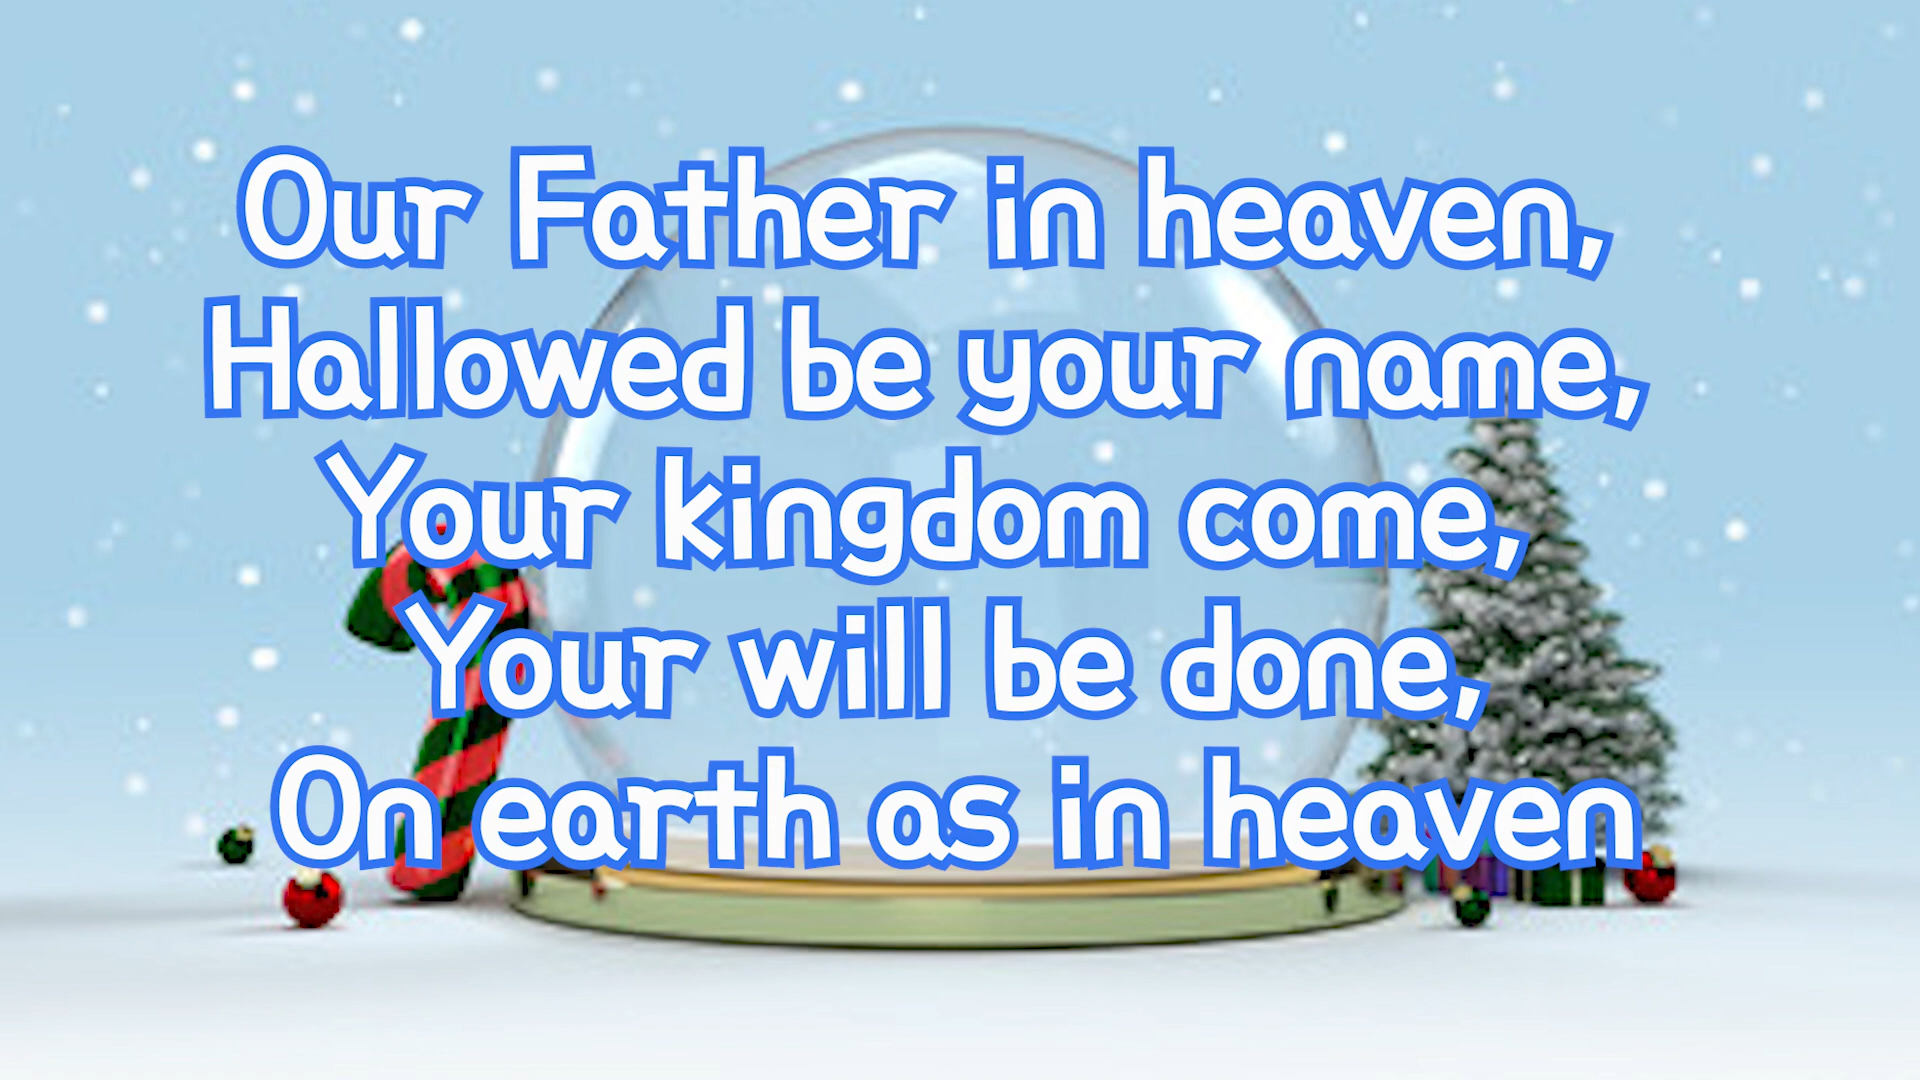 Our Father in heaven,
Hallowed be your name,
Your kingdom come,
Your will be done,
On earth as in heaven